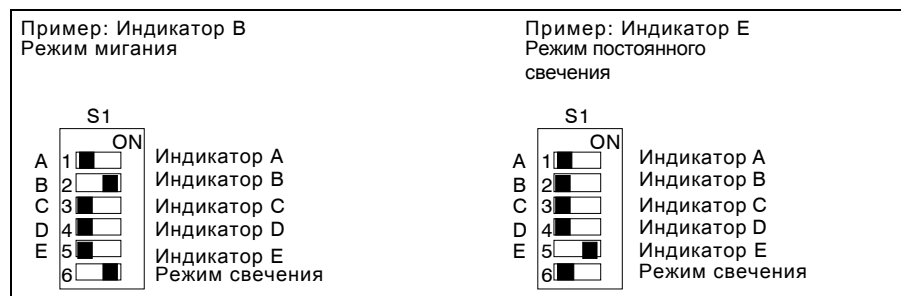 Пример: Индикатор B
Режим мигания
S1
ON
A 1 Индикатор A
B 2 Индикатор B
C 3 Индикатор C
D 4 Индикатор D
E 5 Индикатор E
6 Режим свечения
Пример: Индикатор E
Режим постоянного
свечения
S1
ON
A 1 Индикатор A
B 2 Индикатор B
C 3 Индикатор C
D 4 Индикатор D
E 5 Индикатор E
6 Режим свечения